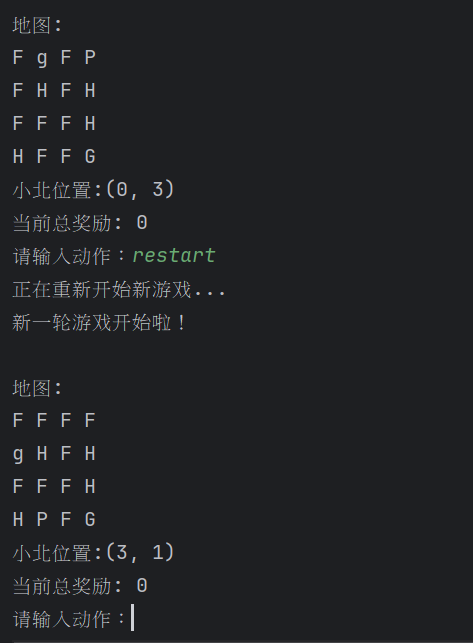 地图:
F g F P
F H F H
F F F H
H F F G
小北位置:(0, 3)
当前总奖励: 0
请输入动作：restart
正在重新开始新游戏...
新一轮游戏开始啦！
地图:
F F F F
g H F H
F F F H
H P F G
小北位置:(3, 1)
当前总奖励: 0
请输入动作：